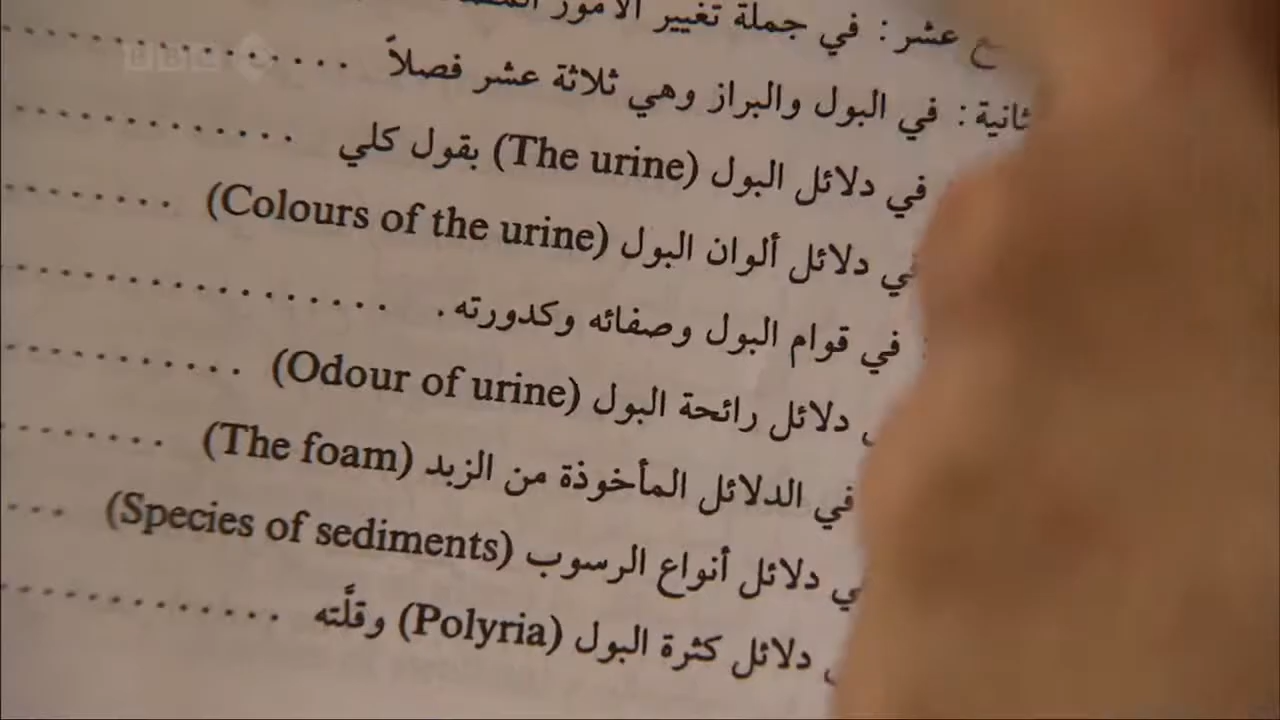 عشر : في جملة تغيير الأمور
BBC
ثانية : في البول والبراز وهي ثلاثة عشر فصلاً . . . . . . . . . . . . . .
في دلائل البول (The urine) بقول كلي . . . . . . . . . . . . .
في دلائل ألوان البول (Colours of the urine) . . . . . . . .
في قوام البول وصفائه وكدورته . . . . . . . . . . . . . . . . . .
دلائل رائحة البول (Odour of urine) . . . . . . . . . . .
في الدلائل المأخوذة من الزبد (The foam) . . . . . . . .
في دلائل أنواع الرسوب (Species of sediments) . . .
دلائل كثرة البول (Polyria) وقلَّته . . . . . . . . . . . . .